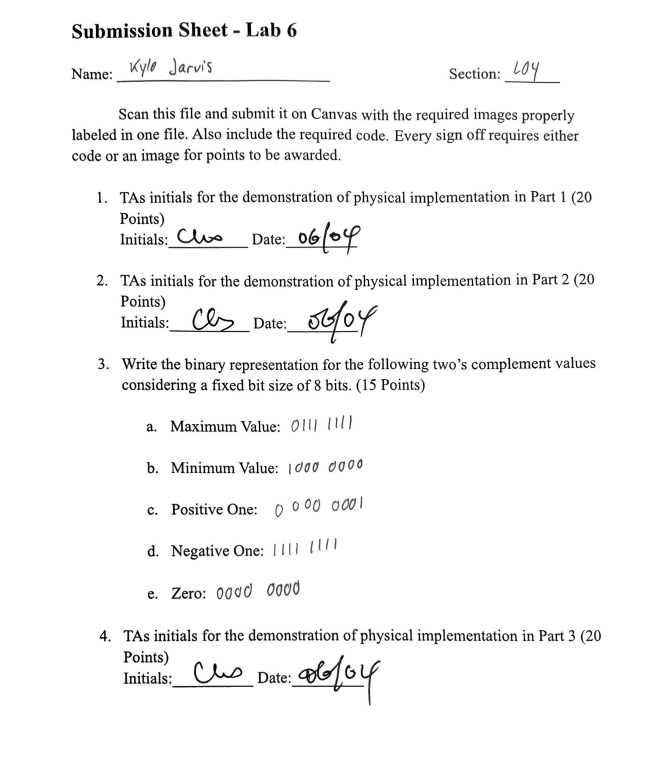 Submission Sheet - Lab 6
Name: Kyle Jarvis Section: L04
Scan this file and submit it on Canvas with the required images properly
labeled in one file. Also include the required code. Every sign off requires either
code or an image for points to be awarded.
1. TAs initials for the demonstration of physical implementation in Part 1 (20
Points)
Initials: Date: 06/04
2. TAs initials for the demonstration of physical implementation in Part 2 (20
Points)
Initials: Date: 06/04
3. Write the binary representation for the following two’s complement values
considering a fixed bit size of 8 bits. (15 Points)
a. Maximum Value: 0111 1111
b. Minimum Value: 1000 0000
c. Positive One: 0000 0001
d. Negative One: 1111 1111
e. Zero: 0000 0000
4. TAs initials for the demonstration of physical implementation in Part 3 (20
Points)
Initials: Date: 06/04